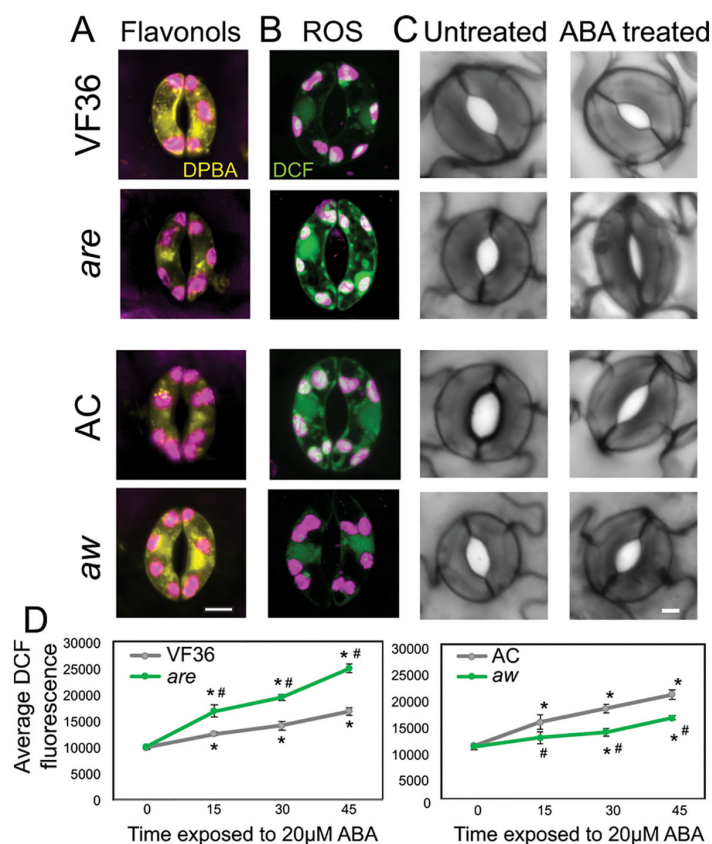 A Flavonols B ROS C Untreated ABA treated
VF36
DPBA DCF
are
AC
aw
D
30000 VF36
25000 are
20000
15000
10000
5000
0
* # * # * #
* * *
0 15 30 45
Average DCF
fluorescence
Time exposed to 20µM ABA
30000 AC
25000 aw
20000
15000
10000
5000
0
* * *
# * # * #
0 15 30 45
Time exposed to 20µM ABA